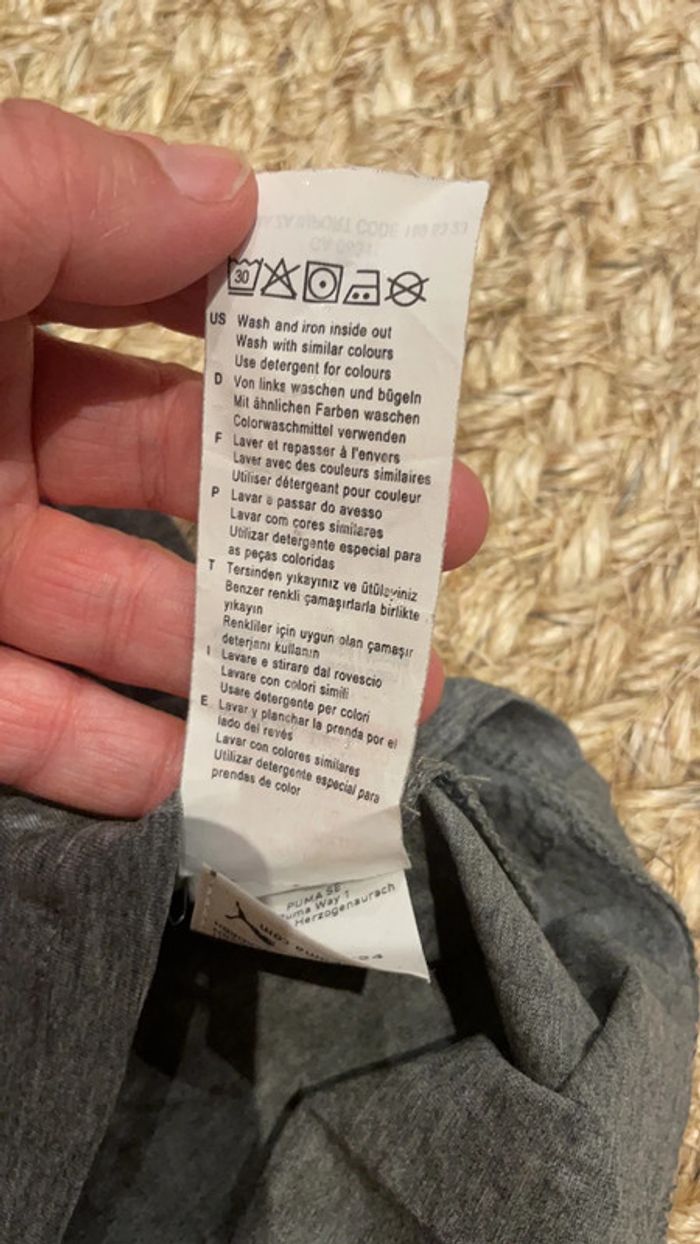 ZA IMPORT CODE
30
US Wash and iron inside out
Wash with similar colours
Use detergent for colours
D Von links waschen und bügeln
Mit ähnlichen Farben waschen
Colorwaschmittel verwenden
F Laver et repasser à l'envers
Laver avec des couleurs similaires
Utiliser détergeant pour couleur
P Lavar e passar do avesso
Lavar com cores similares
Utilizar detergente especial para
as peças coloridas
T Tersinden yıkayınız ve ütüleyiniz
Benzer renkli çamaşırlarla birlikte
yıkayın
Renkliler için uygun olan çamaşır
deterjanı kullanın
I Lavare e stirare dal rovescio
Lavare con colori simili
Usare detergente per colori
E Lavar y planchar la prenda por el
lado del revés
Lavar con colores similares
Utilizar detergente especial para
prendas de color
PUMA SE
Puma Way 1
Herzogenaurach